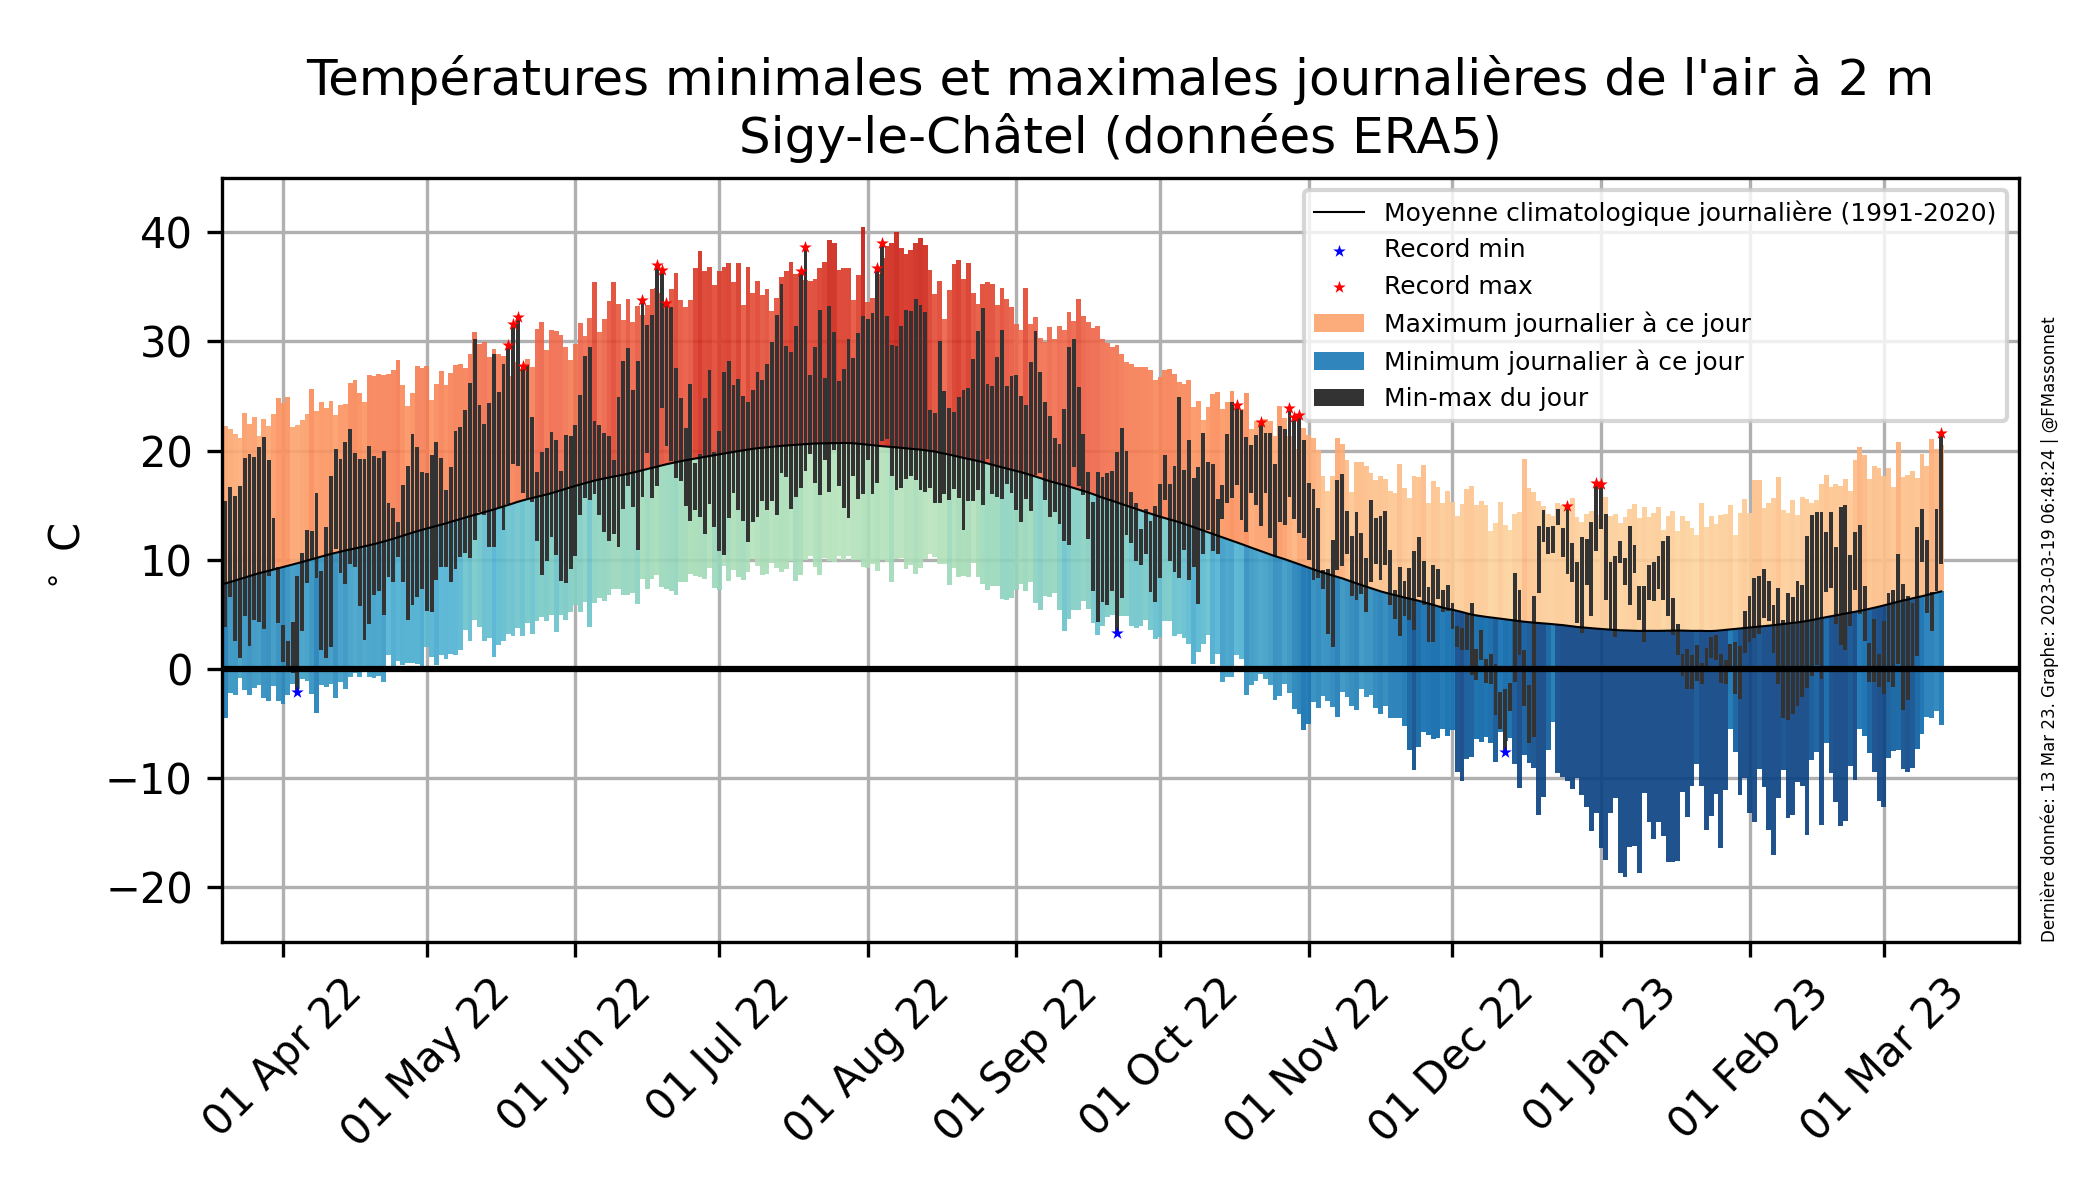 Températures minimales et maximales journalières de l'air à 2 m
Sigy-le-Châtel (données ERA5)
Moyenne climatologique journalière (1991-2020)
Record min
Record max
Maximum journalier à ce jour
Minimum journalier à ce jour
Min-max du jour
° C
40
30
20
10
0
−10
−20
01 Apr 22
01 May 22
01 Jun 22
01 Jul 22
01 Aug 22
01 Sep 22
01 Oct 22
01 Nov 22
01 Dec 22
01 Jan 23
01 Feb 23
01 Mar 23
Dernière donnée: 13 Mar 23. Graphe: 2023-03-19 06:48:24 | @FMassonnet